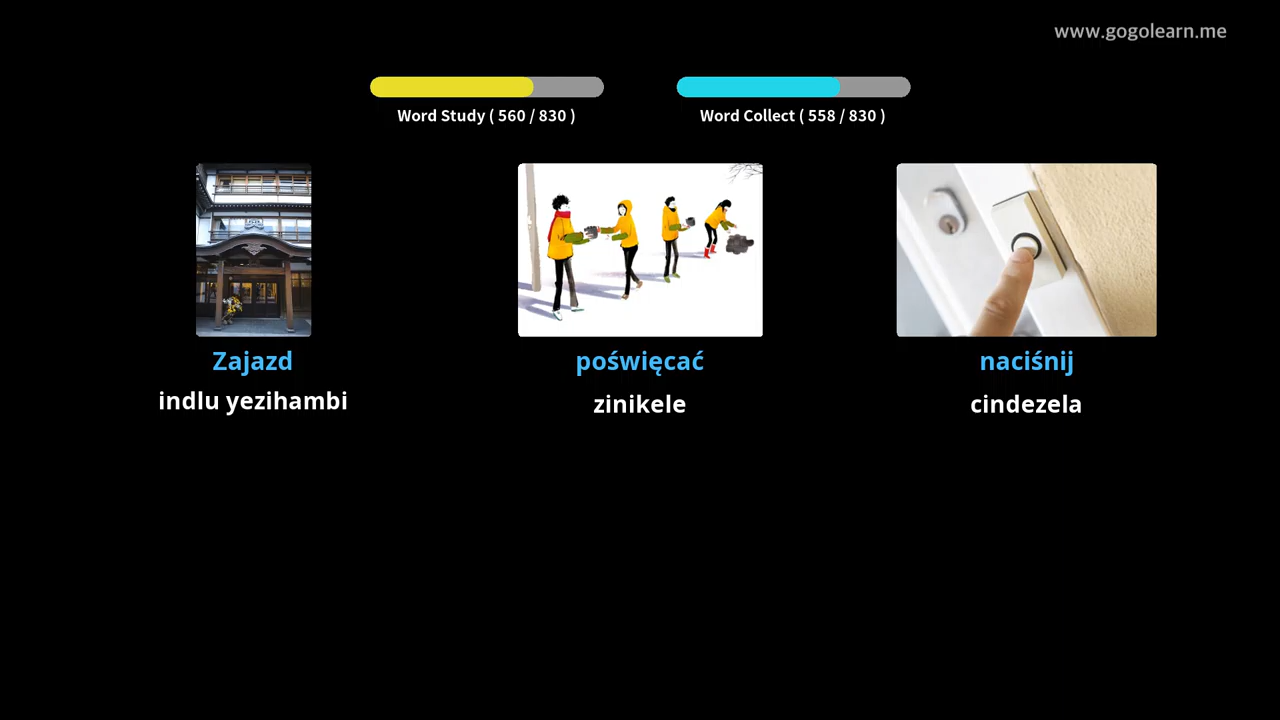 www.gogolearn.me
Word Study ( 560 / 830 )
Word Collect ( 558 / 830 )
Zajazd
indlu yezihambi
poświęcać
zinikele
naciśnij
cindezela